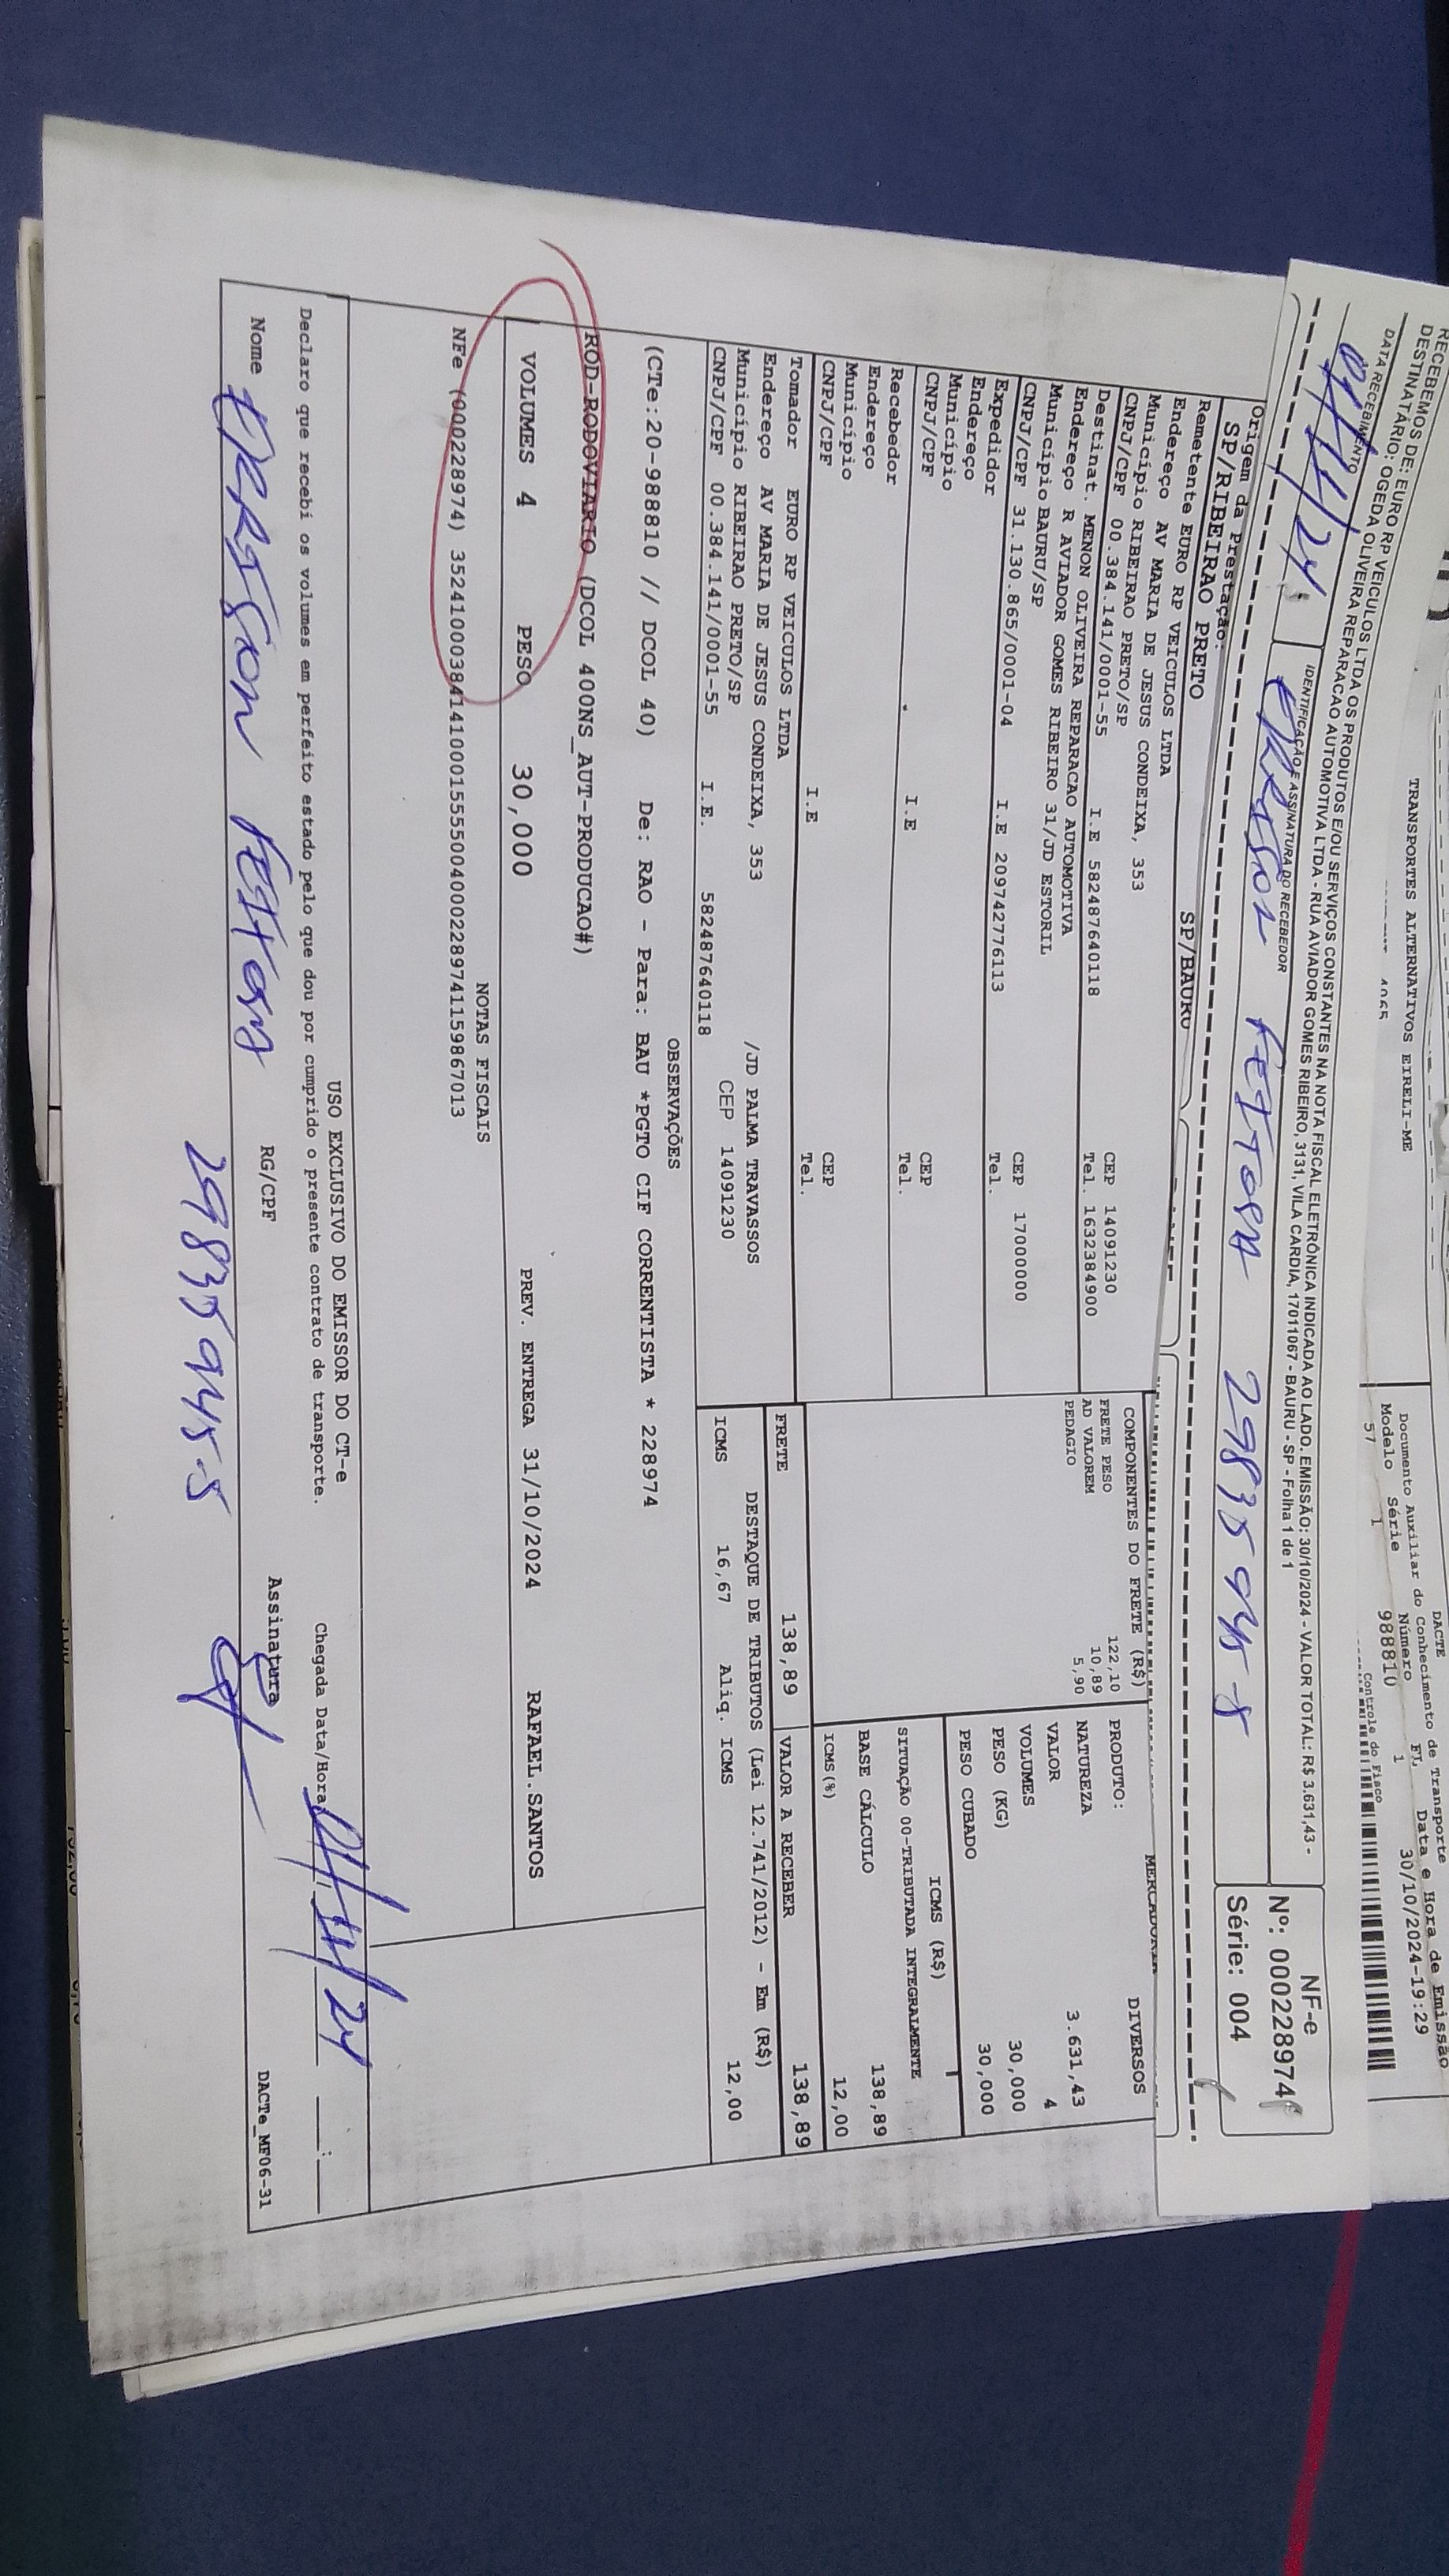 TRANSPORTES ALTERNATIVOS EIRELI-ME
DACTE
Documento Auxiliar do Conhecimento de Transporte
Modelo Série Número FL Data e Hora de Emissão
57 1 988810 1 30/10/2024-19:29
Controle do Fisco
RECEBEMOS DE: EURO RP VEICULOS LTDA OS PRODUTOS E/OU SERVIÇOS CONSTANTES NA NOTA FISCAL ELETRÔNICA INDICADA AO LADO. EMISSÃO: 30/10/2024 - VALOR TOTAL: R$ 3.631,43 -
DESTINATÁRIO: OGEDA OLIVEIRA REPARACAO AUTOMOTIVA LTDA - RUA AVIADOR GOMES RIBEIRO, 3131, VILA CARDIA, 17011067 - BAURU - SP - Folha 1 de 1
DATA RECEBIMENTO IDENTIFICAÇÃO E ASSINATURA DO RECEBEDOR
01/11/24 29835945-8
NF-e
Nº: 000228974
Série: 004
Origem da Prestação:
SP/RIBEIRAO PRETO SP/BAURU
Remetente EURO RP VEICULOS LTDA
Endereço AV MARIA DE JESUS CONDEIXA, 353
Município RIBEIRAO PRETO/SP CEP 14091230
CNPJ/CPF 00.384.141/0001-55 I.E 582487640118 Tel. 1632384900
Destinat. MENON OLIVEIRA REPARACAO AUTOMOTIVA
Endereço R AVIADOR GOMES RIBEIRO 31/JD ESTORIL
Município BAURU/SP CEP 17000000
CNPJ/CPF 31.130.865/0001-04 I.E 209742776113 Tel.
Expedidor
Endereço
Município CEP
CNPJ/CPF I.E Tel.
Recebedor
Endereço
Município CEP
CNPJ/CPF I.E Tel.
Tomador EURO RP VEICULOS LTDA
Endereço AV MARIA DE JESUS CONDEIXA, 353 /JD PALMA TRAVASSOS
Município RIBEIRAO PRETO/SP CEP 14091230
CNPJ/CPF 00.384.141/0001-55 I.E. 582487640118
COMPONENTES DO FRETE (R$)
FRETE PESO 122,10
AD VALOREM 10,89
PEDAGIO 5,90
MERCADORIA
PRODUTO: DIVERSOS
NATUREZA
VALOR 3.631,43
VOLUMES 4
PESO (KG) 30,000
PESO CUBADO 30,000
ICMS (R$)
SITUAÇÃO 00-TRIBUTADA INTEGRALMENTE
BASE CÁLCULO 138,89
ICMS(%) 12,00
FRETE 138,89 VALOR A RECEBER 138,89
DESTAQUE DE TRIBUTOS (Lei 12.741/2012) - Em (R$)
ICMS 16,67 Aliq. ICMS 12,00
OBSERVAÇÕES
(CTe:20-988810 // DCOL 40) De: RAO - Para: BAU *PGTO CIF CORRENTISTA * 228974
ROD-RODOVIARIO (DCOL 400NS_AUT-PRODUCAO#)
VOLUMES 4 PESO 30,000 PREV. ENTREGA 31/10/2024 RAFAEL.SANTOS
NOTAS FISCAIS
NFe (000228974) 35241000384141000155550040002289741159867013
USO EXCLUSIVO DO EMISSOR DO CT-e
Declaro que recebi os volumes em perfeito estado pelo que dou por cumprido o presente contrato de transporte. Chegada Data/Hora 01/11/24 :
Nome RG/CPF 29835945-8 Assinatura
DACTe_MF06-31